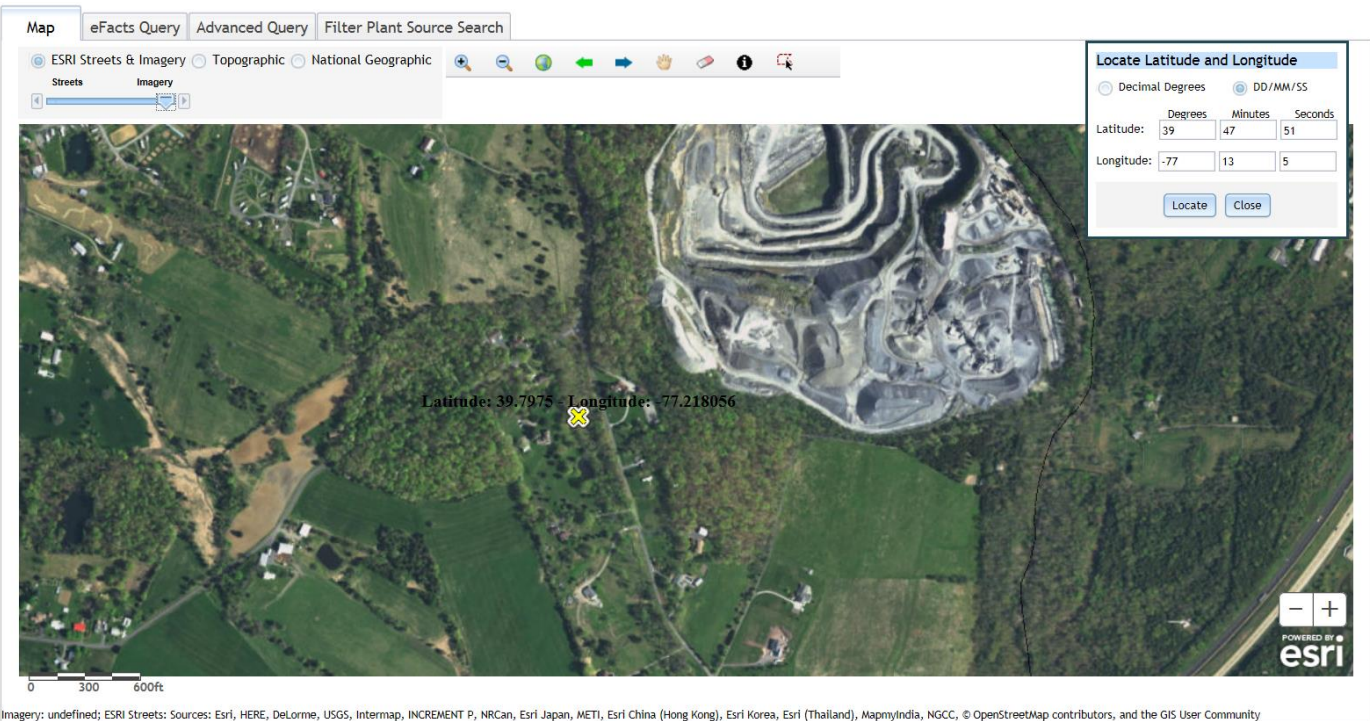 Map eFacts Query Advanced Query Filter Plant Source Search
ESRI Streets & Imagery Topographic National Geographic
Streets Imagery
Locate Latitude and Longitude
Decimal Degrees DD/MM/SS
Degrees Minutes Seconds
Latitude: 39 47 51
Longitude: -77 13 5
Locate Close
Latitude: 39.7975 - Longitude: -77.218056
POWERED BY
esri
0 300 600ft
Imagery: undefined; ESRI Streets: Sources: Esri, HERE, DeLorme, USGS, Intermap, INCREMENT P, NRCan, Esri Japan, METI, Esri China (Hong Kong), Esri Korea, Esri (Thailand), MapmyIndia, NGCC, © OpenStreetMap contributors, and the GIS User Community